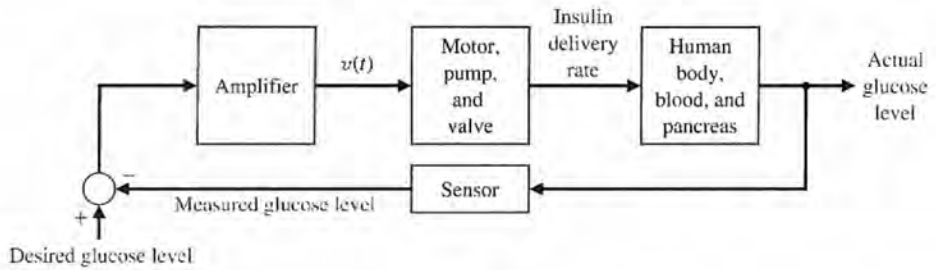 Amplifier
v(t)
Motor,
pump,
and
valve
Insulin
delivery
rate
Human
body,
blood, and
pancreas
Actual
glucose
level
−
+
Sensor
Measured glucose level
Desired glucose level